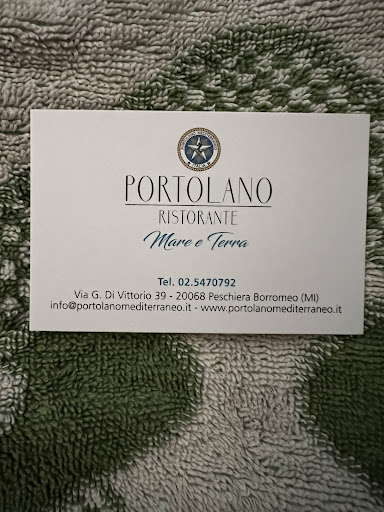 PORTOLANO
RISTORANTE
Mare e Terra
Tel. 02.5470792
Via G. Di Vittorio 39 - 20068 Peschiera Borromeo (MI)
info@portolanomediterraneo.it - www.portolanomediterraneo.it